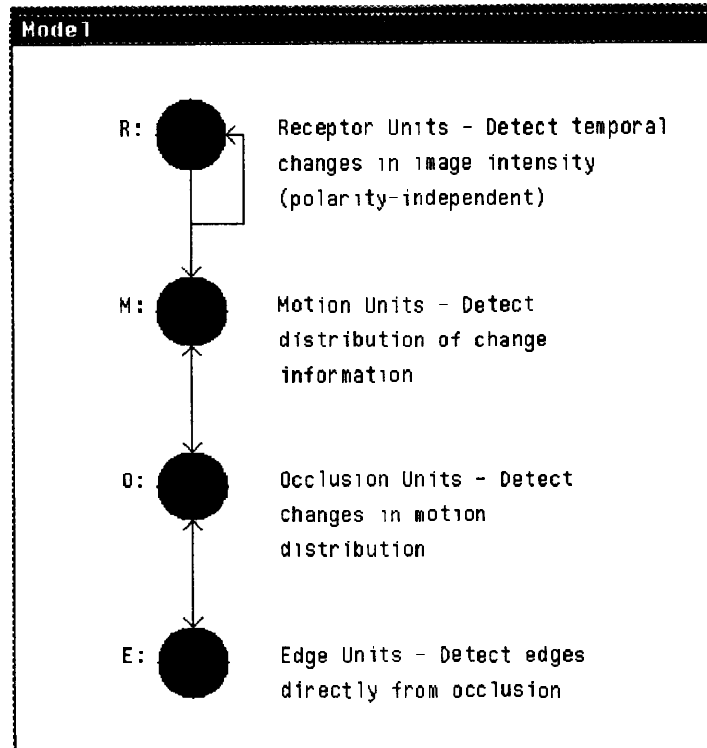 Model
R: Receptor Units - Detect temporal
changes in image intensity
(polarity-independent)
M: Motion Units - Detect
distribution of change
information
O: Occlusion Units - Detect
changes in motion
distribution
E: Edge Units - Detect edges
directly from occlusion